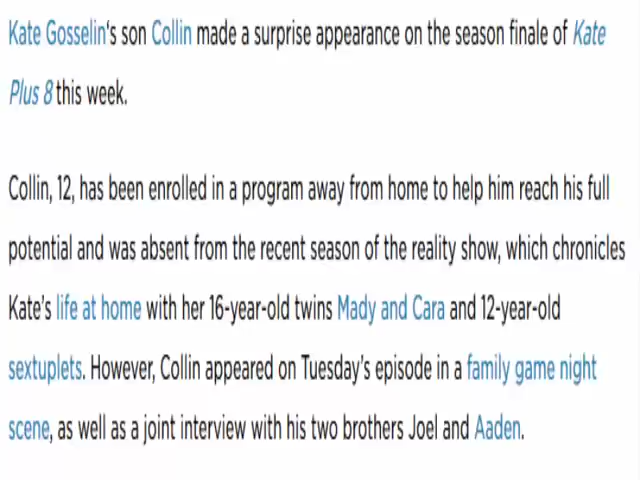 Kate Gosselin's son Collin made a surprise appearance on the season finale of Kate
Plus 8 this week.
Collin, 12, has been enrolled in a program away from home to help him reach his full
potential and was absent from the recent season of the reality show, which chronicles
Kate's life at home with her 16-year-old twins Mady and Cara and 12-year-old
sextuplets. However, Collin appeared on Tuesday's episode in a family game night
scene, as well as a joint interview with his two brothers Joel and Aaden.